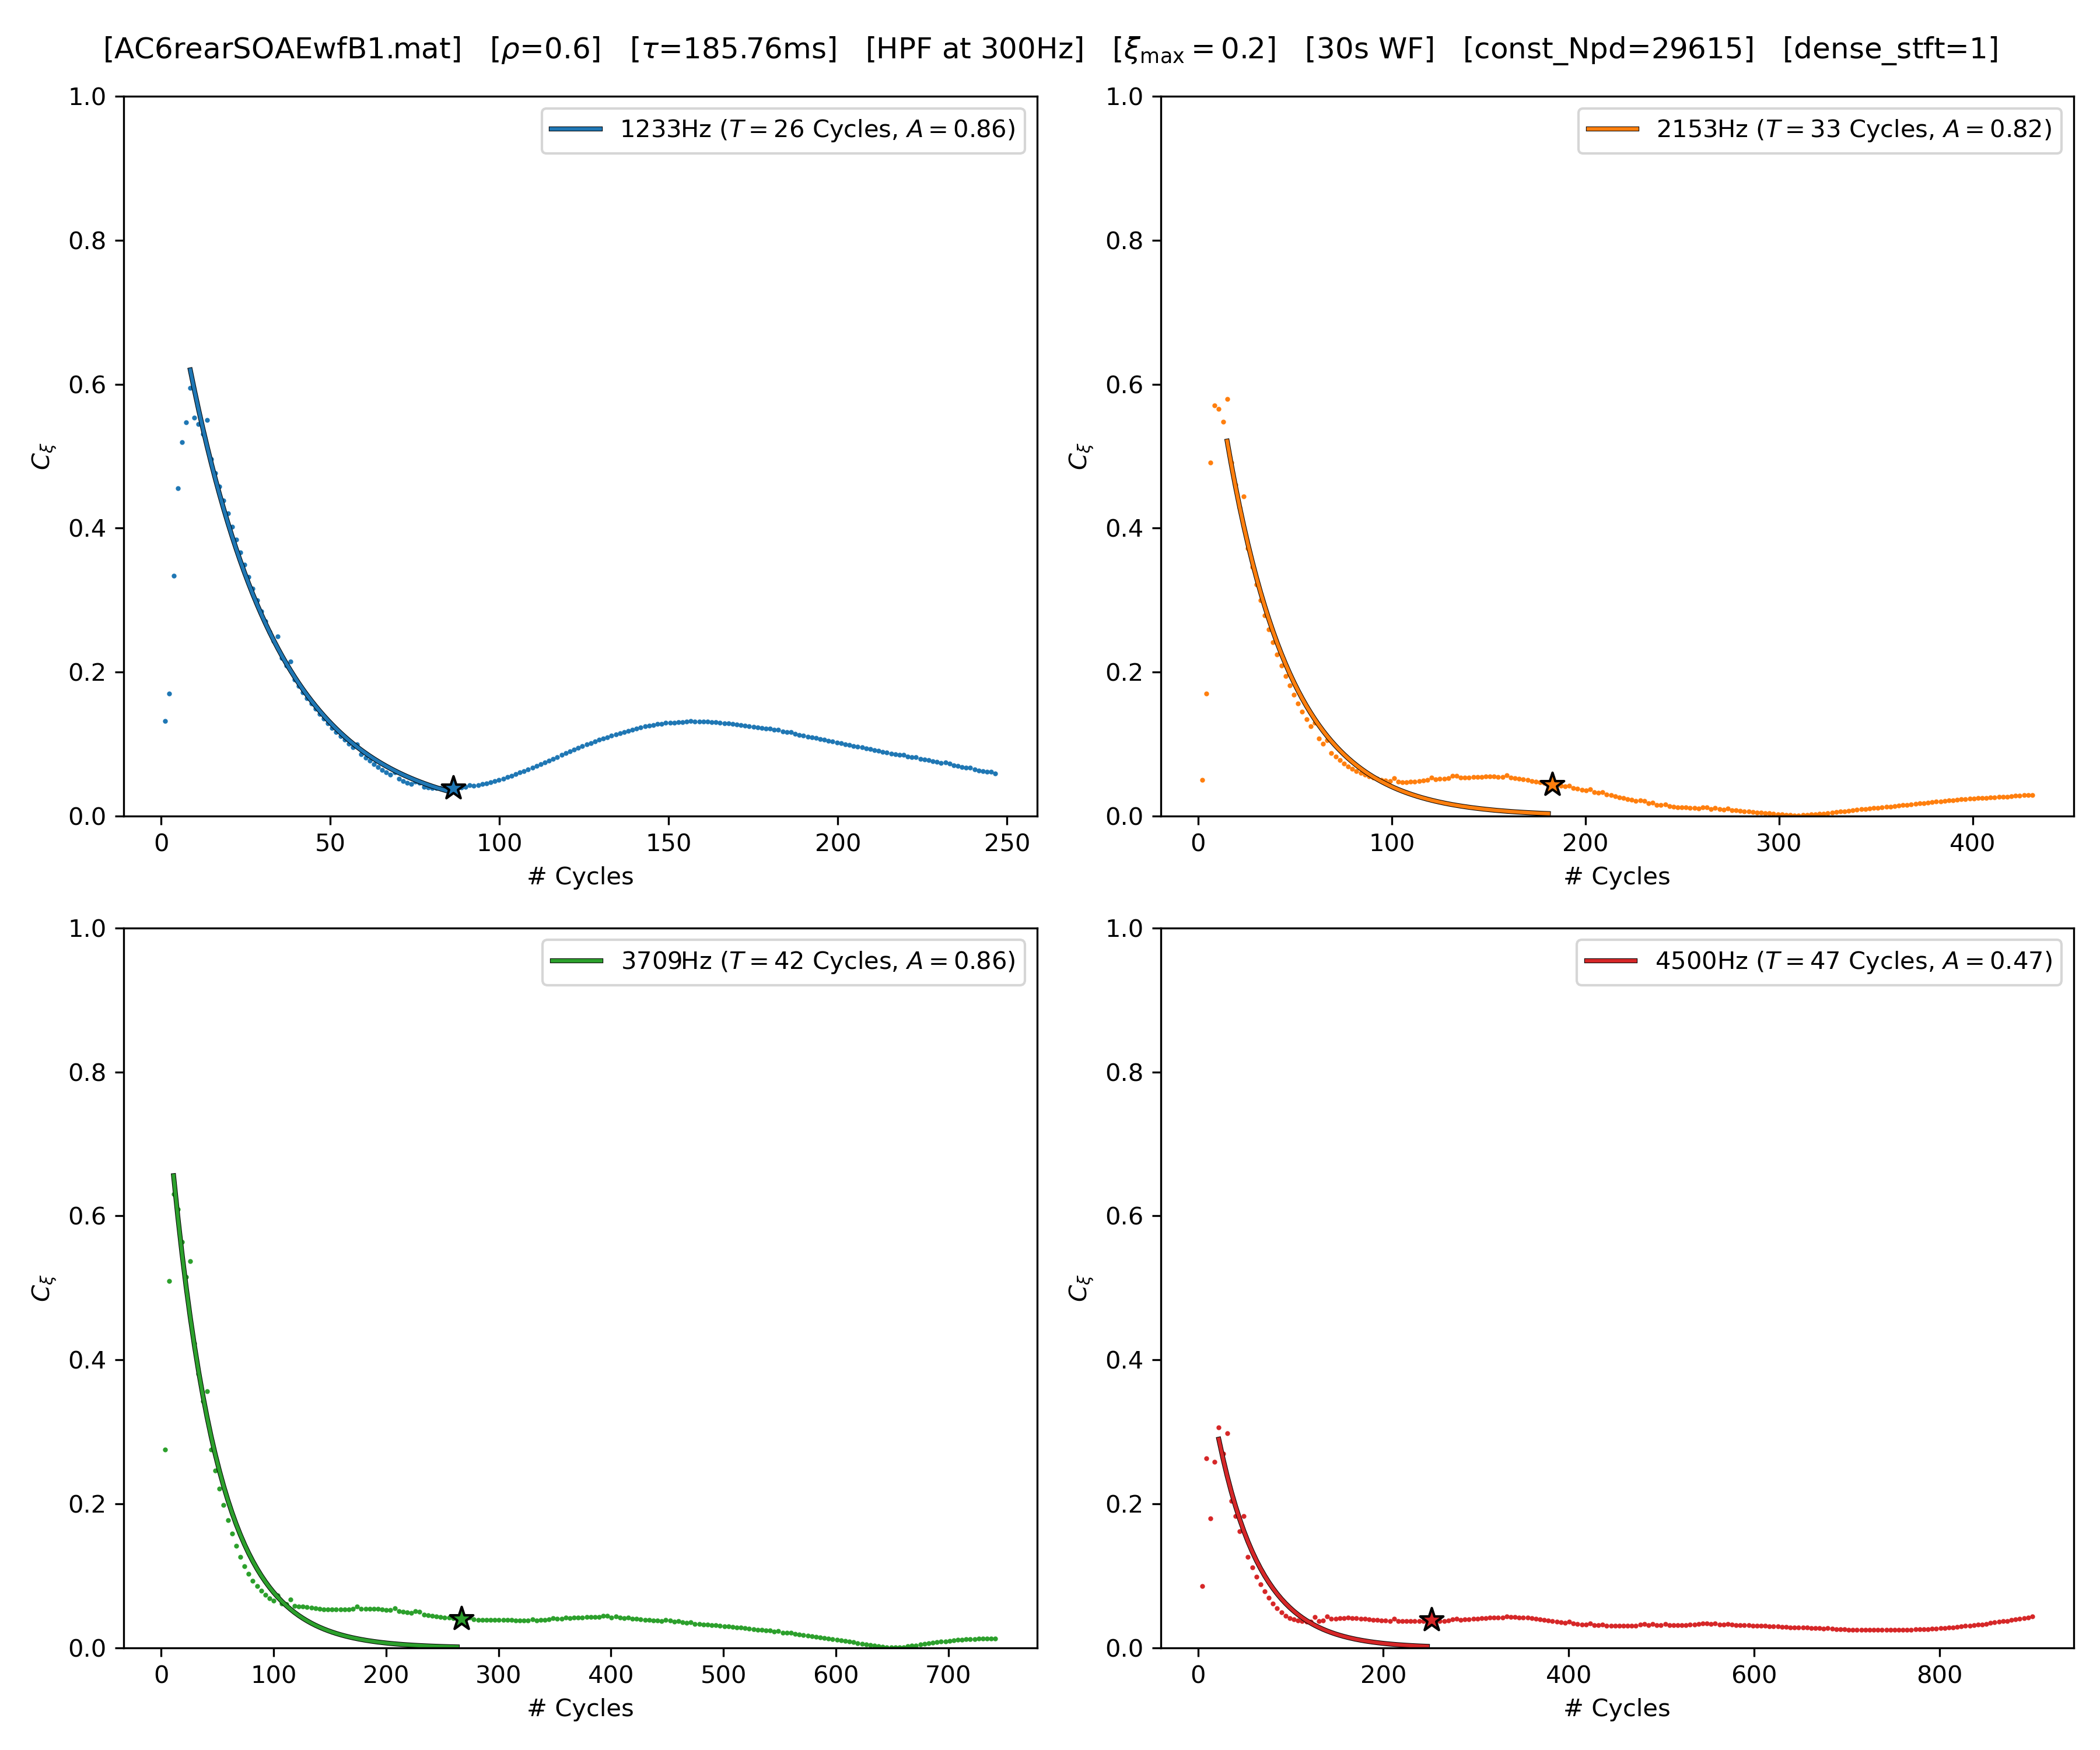 [AC6rearSOAEwfB1.mat] [ρ=0.6] [τ=185.76ms] [HPF at 300Hz] [ξmax = 0.2] [30s WF] [const_Npd=29615] [dense_stft=1]
1233Hz (T = 26 Cycles, A = 0.86)
1.0
0.8
0.6
0.4
0.2
0.0
Cξ
0 50 100 150 200 250
# Cycles
2153Hz (T = 33 Cycles, A = 0.82)
1.0
0.8
0.6
0.4
0.2
0.0
Cξ
0 100 200 300 400
# Cycles
3709Hz (T = 42 Cycles, A = 0.86)
1.0
0.8
0.6
0.4
0.2
0.0
Cξ
0 100 200 300 400 500 600 700
# Cycles
4500Hz (T = 47 Cycles, A = 0.47)
1.0
0.8
0.6
0.4
0.2
0.0
Cξ
0 200 400 600 800
# Cycles